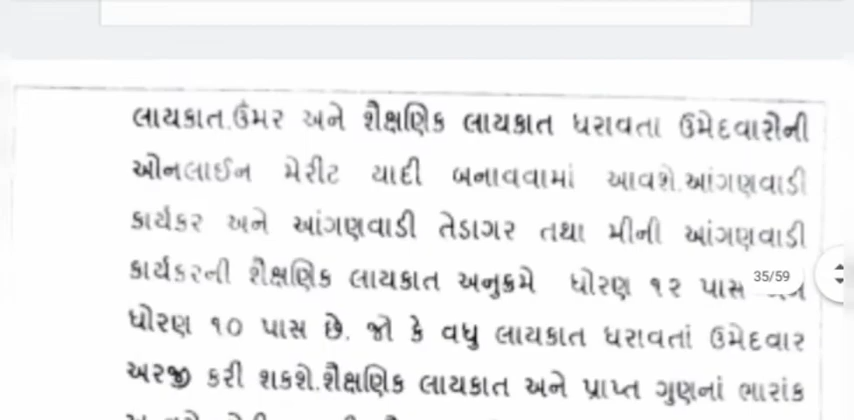 લાયકાત.ઉંમર અને શૈક્ષણિક લાયકાત ધરાવતા ઉમેદવારોની
ઓનલાઈન મેરીટ યાદી બનાવવામાં આવશે.આંગણવાડી
કાર્યકર અને આંગણવાડી તેડાગર તથા મીની આંગણવાડી
કાર્યકરની શૈક્ષણિક લાયકાત અનુક્રમે ધોરણ ૧૨ પાસ
35/59
ધોરણ ૧૦ પાસ છે. જો કે વધુ લાયકાત ધરાવતાં ઉમેદવાર
અરજી કરી શકશે.શૈક્ષણિક લાયકાત અને પ્રાપ્ત ગુણનાં ભારાંક